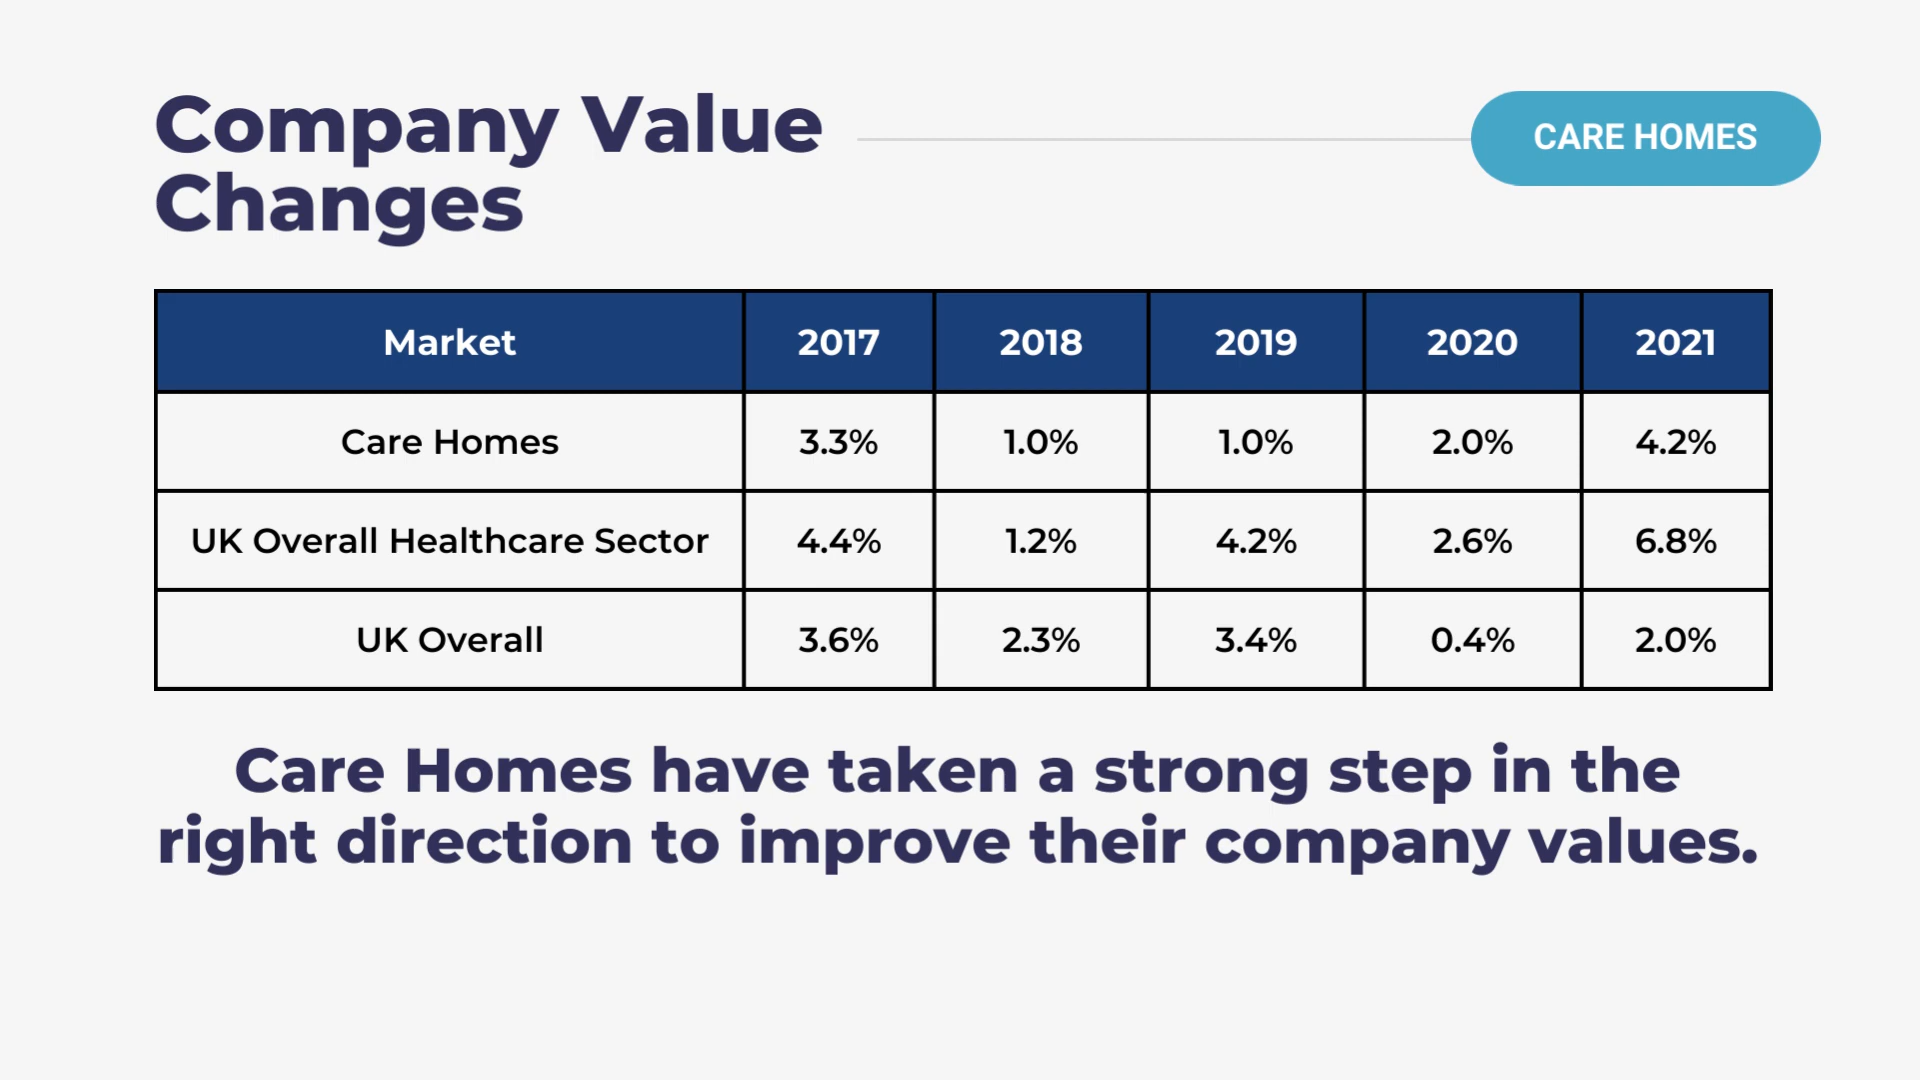 Company Value
Changes
CARE HOMES
Market 2017 2018 2019 2020 2021
Care Homes 3.3% 1.0% 1.0% 2.0% 4.2%
UK Overall Healthcare Sector 4.4% 1.2% 4.2% 2.6% 6.8%
UK Overall 3.6% 2.3% 3.4% 0.4% 2.0%
Care Homes have taken a strong step in the
right direction to improve their company values.